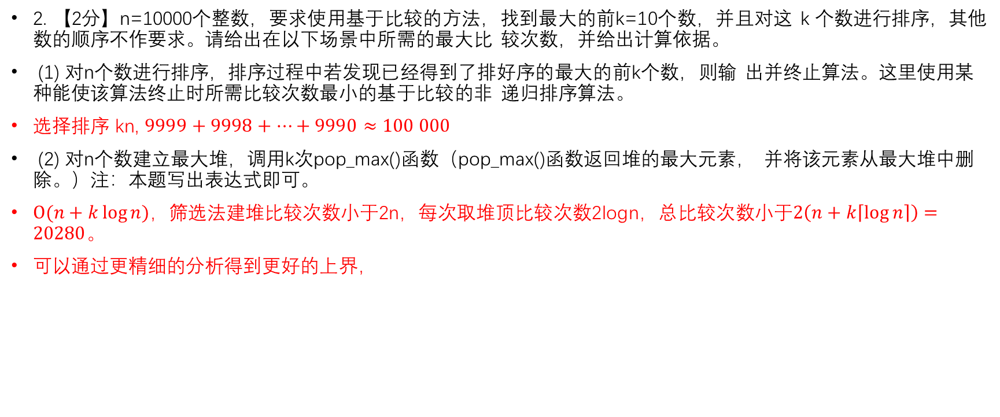 • 2. 【2分】n=10000个整数，要求使用基于比较的方法，找到最大的前k=10个数，并且对这 k 个数进行排序，其他
数的顺序不作要求。请给出在以下场景中所需的最大比 较次数，并给出计算依据。
• (1) 对n个数进行排序，排序过程中若发现已经得到了排好序的最大的前k个数，则输 出并终止算法。这里使用某
种能使该算法终止时所需比较次数最小的基于比较的非 递归排序算法。
• 选择排序 kn, 9999 + 9998 + ⋯ + 9990 ≈ 100 000
• (2) 对n个数建立最大堆，调用k次pop_max()函数（pop_max()函数返回堆的最大元素， 并将该元素从最大堆中删
除。）注：本题写出表达式即可。
• O(n + k log n)，筛选法建堆比较次数小于2n，每次取堆顶比较次数2logn，总比较次数小于2(n + k⌈log n⌉) =
20280。
• 可以通过更精细的分析得到更好的上界，